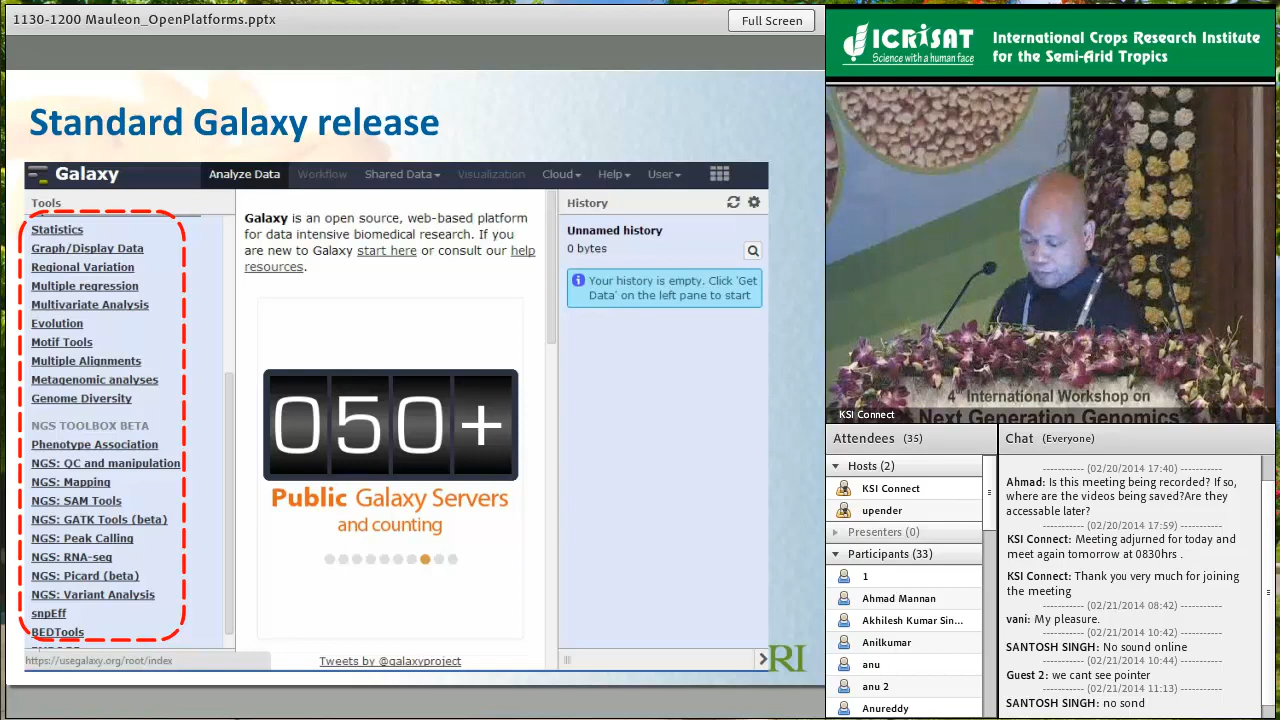 1130-1200 Mauleon_OpenPlatforms.pptx
Full Screen
Standard Galaxy release
Galaxy
Analyze Data
Workflow
Shared Data
Visualization
Cloud
Help
User
Tools
Statistics
Graph/Display Data
Regional Variation
Multiple regression
Multivariate Analysis
Evolution
Motif Tools
Multiple Alignments
Metagenomic analyses
Genome Diversity
NGS TOOLBOX BETA
Phenotype Association
NGS: QC and manipulation
NGS: Mapping
NGS: SAM Tools
NGS: GATK Tools (beta)
NGS: Peak Calling
NGS: RNA-seq
NGS: Picard (beta)
NGS: Variant Analysis
snpEff
BEDTools
https://usegalaxy.org/root/index
Galaxy is an open source, web-based platform
for data intensive biomedical research. If you
are new to Galaxy start here or consult our help
resources.
050+
Public Galaxy Servers
and counting
Tweets by @galaxyproject
History
Unnamed history
0 bytes
Your history is empty. Click 'Get
Data' on the left pane to start
RI
ICRISAT
Science with a human face
International Crops Research Institute
for the Semi-Arid Tropics
4th International Workshop on
Next Generation Genomics
KSI Connect
Attendees (35)
Hosts (2)
KSI Connect
upender
Presenters (0)
Participants (33)
1
Ahmad Mannan
Akhilesh Kumar Sin...
Anilkumar
anu
anu 2
Anureddy
Chat (Everyone)
---------- (02/20/2014 17:40) ----------
Ahmad: Is this meeting being recorded? If so,
where are the videos being saved?Are they
accessable later?
---------- (02/20/2014 17:59) ----------
KSI Connect: Meeting adjurned for today and
meet again tomorrow at 0830hrs .
KSI Connect: Thank you very much for joining
the meeting
---------- (02/21/2014 08:42) ----------
vani: My pleasure.
---------- (02/21/2014 10:42) ----------
SANTOSH SINGH: No sound online
---------- (02/21/2014 10:44) ----------
Guest 2: we cant see pointer
---------- (02/21/2014 11:13) ----------
SANTOSH SINGH: no sond